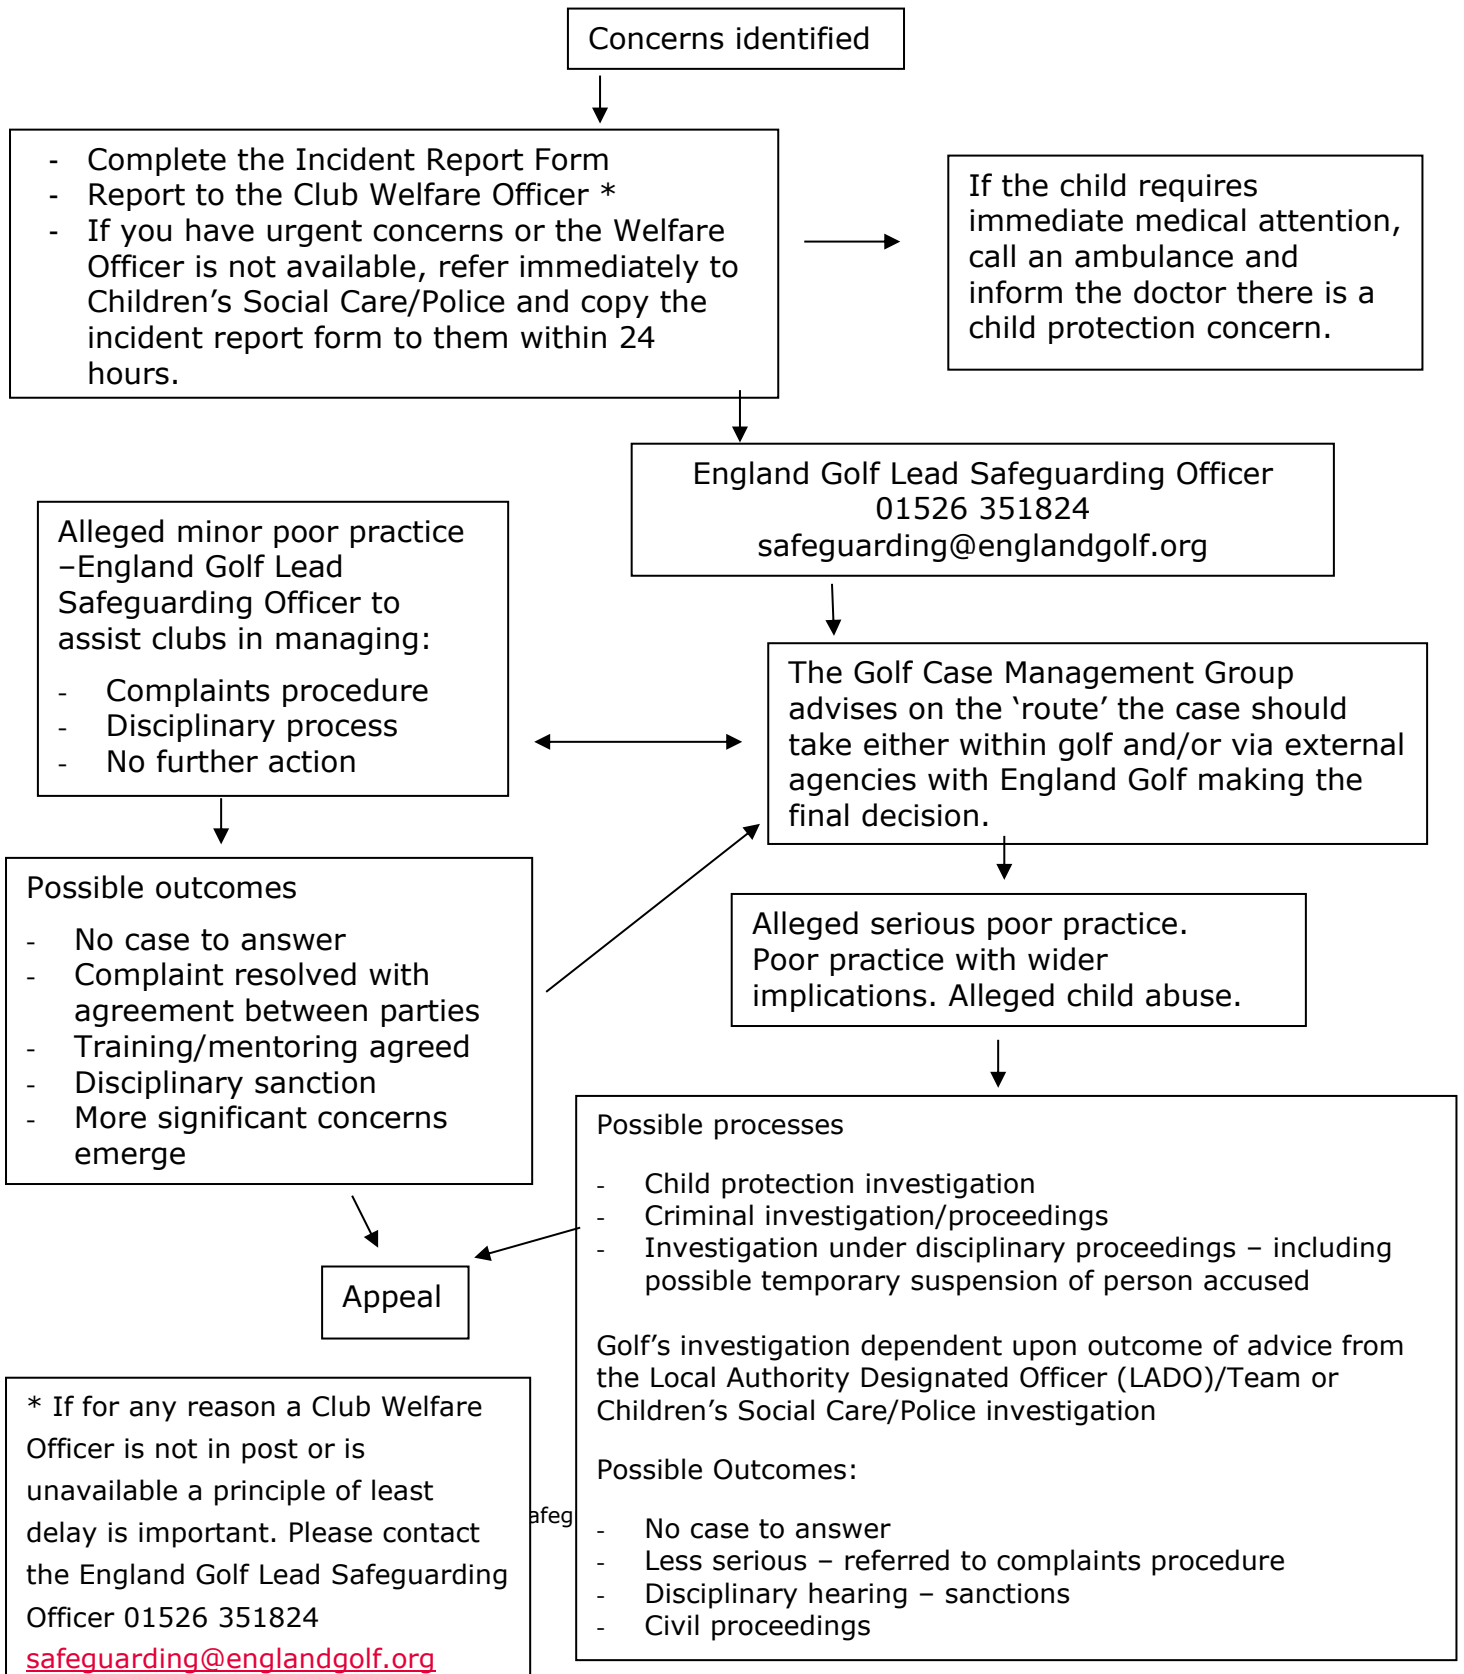 Concerns identified
- Complete the Incident Report Form
- Report to the Club Welfare Officer *
- If you have urgent concerns or the Welfare
Officer is not available, refer immediately to
Children’s Social Care/Police and copy the
incident report form to them within 24
hours.
If the child requires
immediate medical attention,
call an ambulance and
inform the doctor there is a
child protection concern.
England Golf Lead Safeguarding Officer
01526 351824
safeguarding@englandgolf.org
Alleged minor poor practice
–England Golf Lead
Safeguarding Officer to
assist clubs in managing:
- Complaints procedure
- Disciplinary process
- No further action
The Golf Case Management Group
advises on the ‘route’ the case should
take either within golf and/or via external
agencies with England Golf making the
final decision.
Possible outcomes
- No case to answer
- Complaint resolved with
agreement between parties
- Training/mentoring agreed
- Disciplinary sanction
- More significant concerns
emerge
Alleged serious poor practice.
Poor practice with wider
implications. Alleged child abuse.
Possible processes
- Child protection investigation
- Criminal investigation/proceedings
- Investigation under disciplinary proceedings – including
possible temporary suspension of person accused
Golf’s investigation dependent upon outcome of advice from
the Local Authority Designated Officer (LADO)/Team or
Children’s Social Care/Police investigation
Possible Outcomes:
- No case to answer
- Less serious – referred to complaints procedure
- Disciplinary hearing – sanctions
- Civil proceedings
Appeal
* If for any reason a Club Welfare
Officer is not in post or is
unavailable a principle of least
delay is important. Please contact
the England Golf Lead Safeguarding
Officer 01526 351824
safeguarding@englandgolf.org
afeg